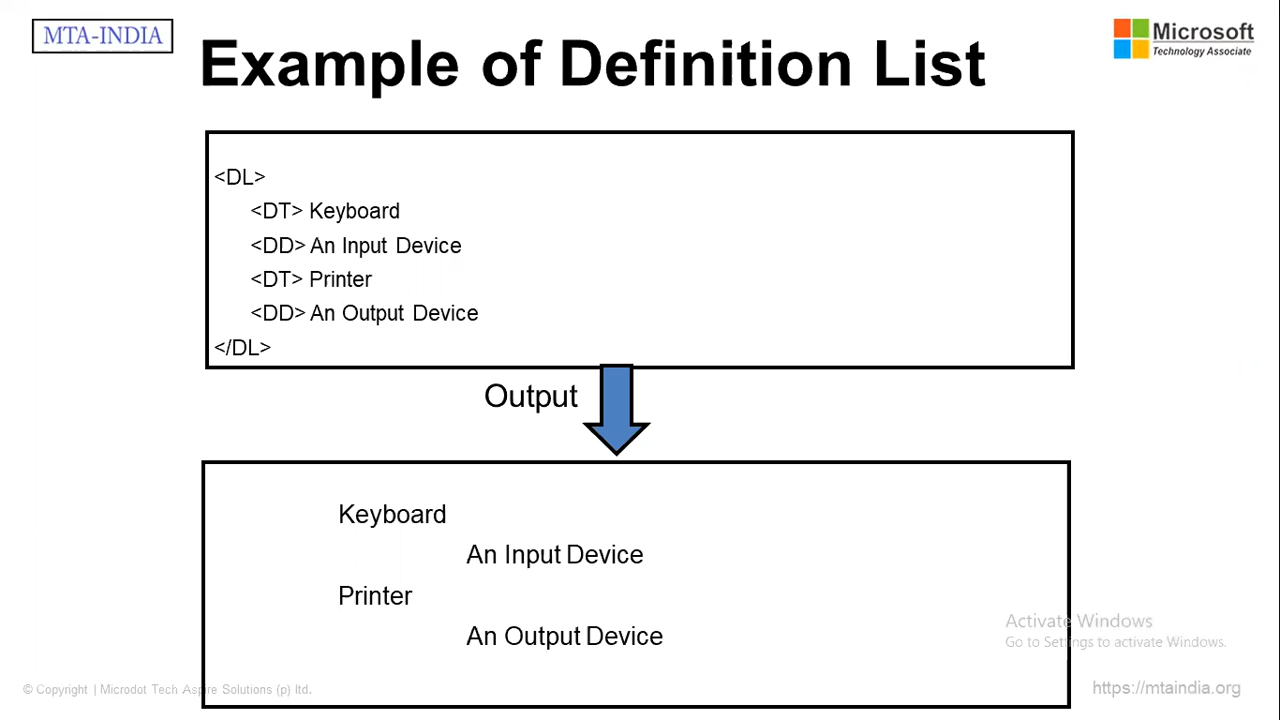 MTA-INDIA
Microsoft
Technology Associate
Example of Definition List
<DL>
<DT> Keyboard
<DD> An Input Device
<DT> Printer
<DD> An Output Device
</DL>
Output
Keyboard
An Input Device
Printer
An Output Device
Activate Windows
Go to Settings to activate Windows.
© Copyright | Microdot Tech Aspire Solutions (p) ltd.
https://mtaindia.org